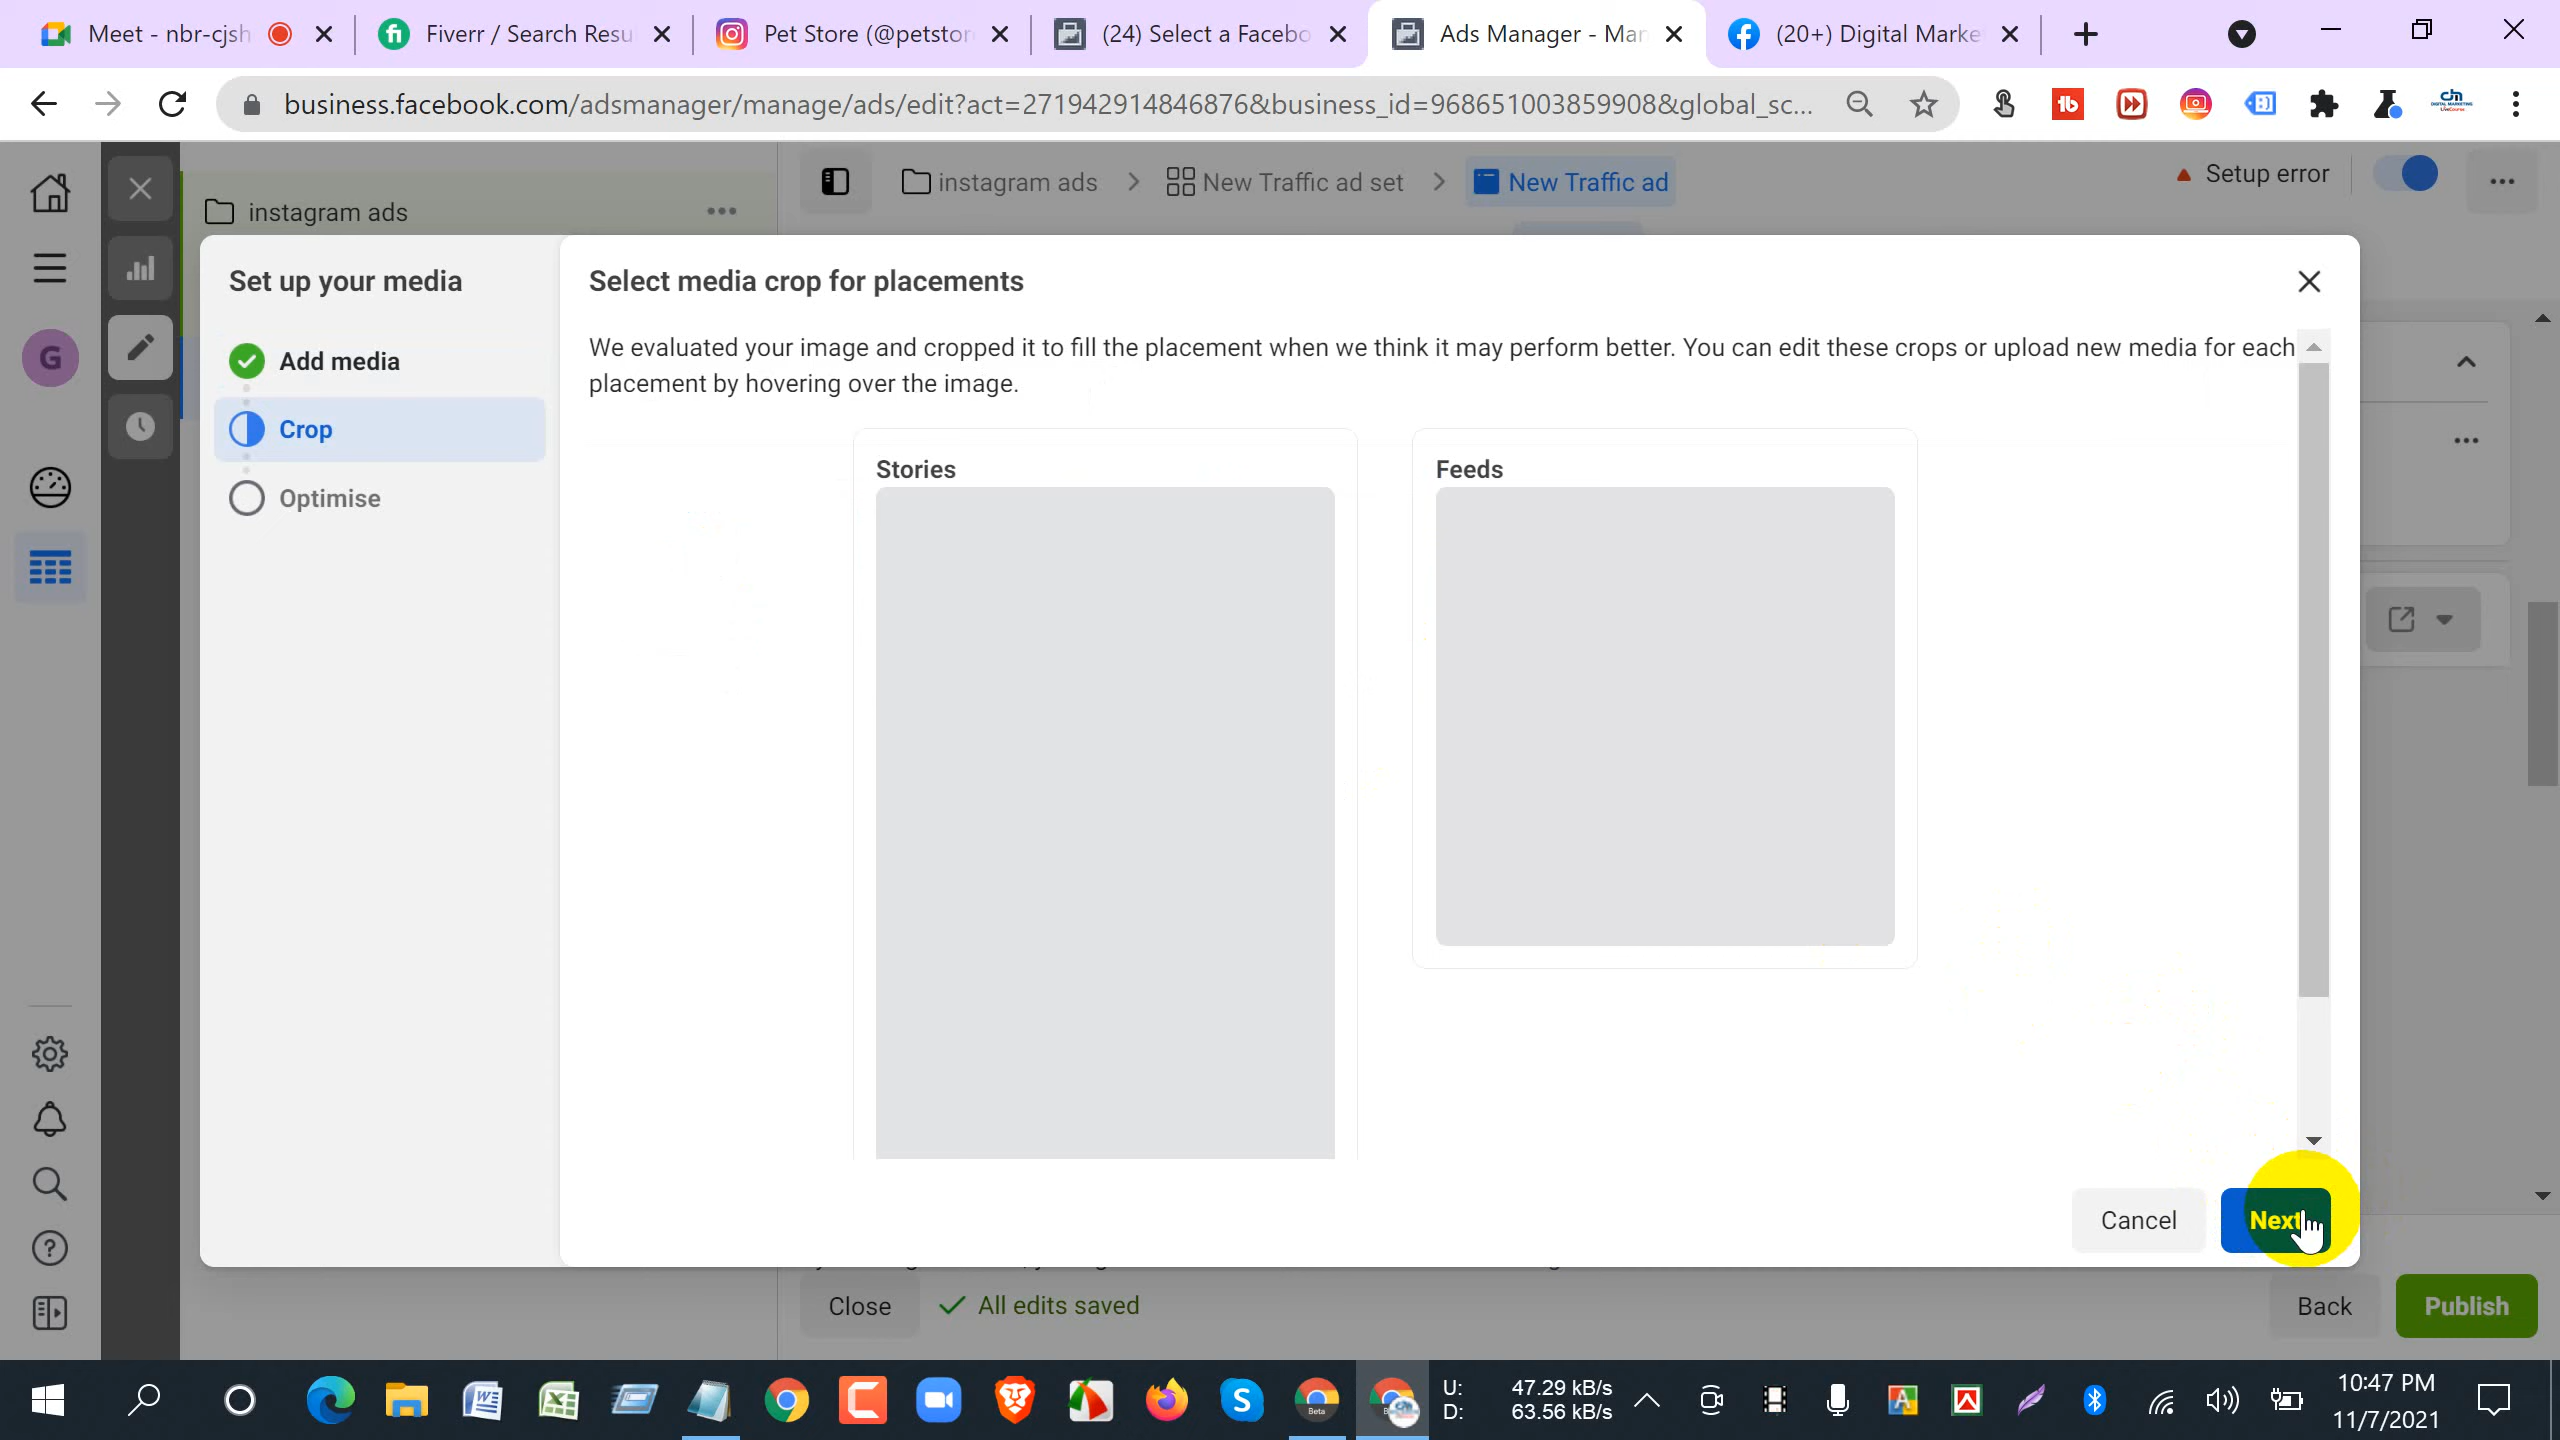 Meet - nbr-cjsh
Fiverr / Search Resu
Pet Store (@petstor
(24) Select a Facebo
Ads Manager - Mar
(20+) Digital Marke
business.facebook.com/adsmanager/manage/ads/edit?act=271942914846876&business_id=968651003859908&global_sc...
instagram ads
New Traffic ad set
New Traffic ad
Setup error
instagram ads
G
Set up your media
Add media
Crop
Optimise
Select media crop for placements
We evaluated your image and cropped it to fill the placement when we think it may perform better. You can edit these crops or upload new media for each
placement by hovering over the image.
Stories
Feeds
Cancel
Next
Close
All edits saved
Back
Publish
U: 47.29 kB/s
D: 63.56 kB/s
10:47 PM
11/7/2021